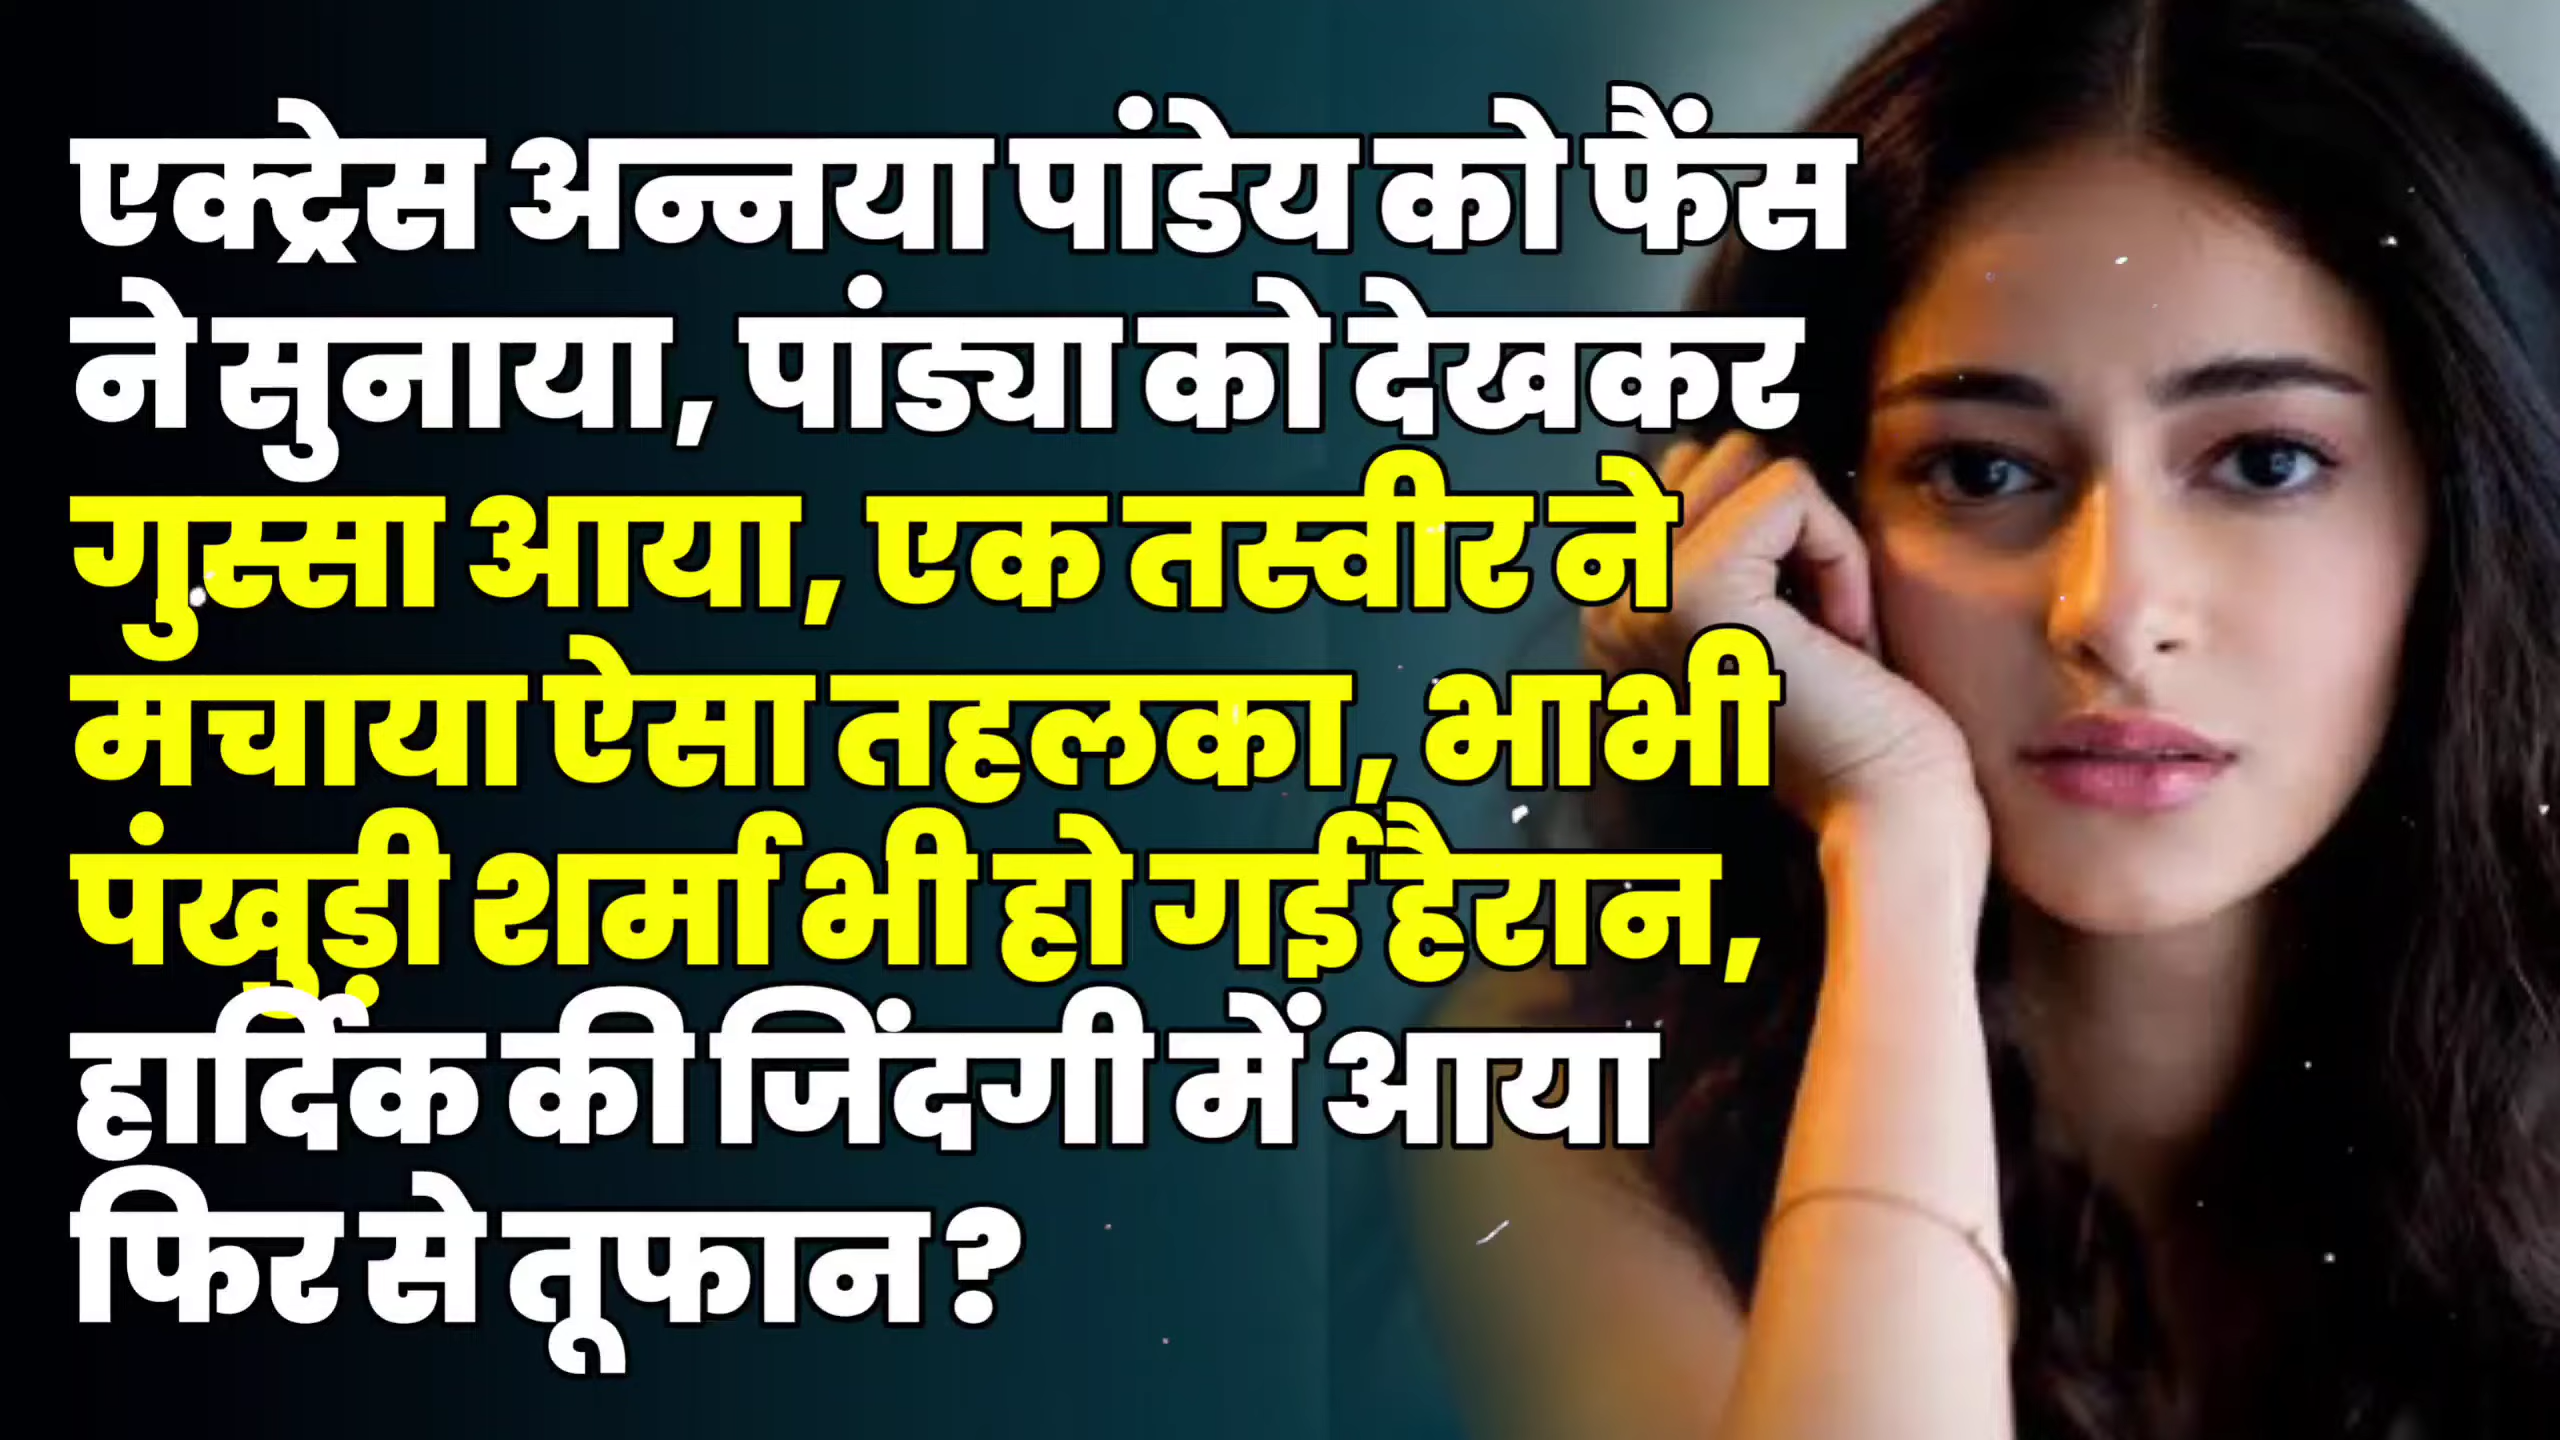 एक्ट्रेस अन्नया पांडेय को फैंस
ने सुनाया, पांड्या को देखकर
गुस्सा आया, एक तस्वीर ने
मचाया ऐसा तहलका, भाभी
पंखुड़ी शर्मा भी हो गई हैरान,
हार्दिक की जिंदगी में आया
फिर से तूफान?